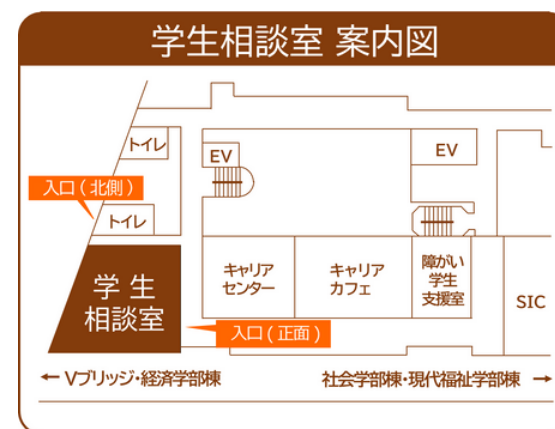 学生相談室 案内図
トイレ
EV
EV
入口(北側)
トイレ
学生
相談室
キャリア
センター
キャリア
カフェ
障がい
学生
支援室
SIC
入口(正面)
← Vブリッジ・経済学部棟
社会学部棟・現代福祉学部棟 →